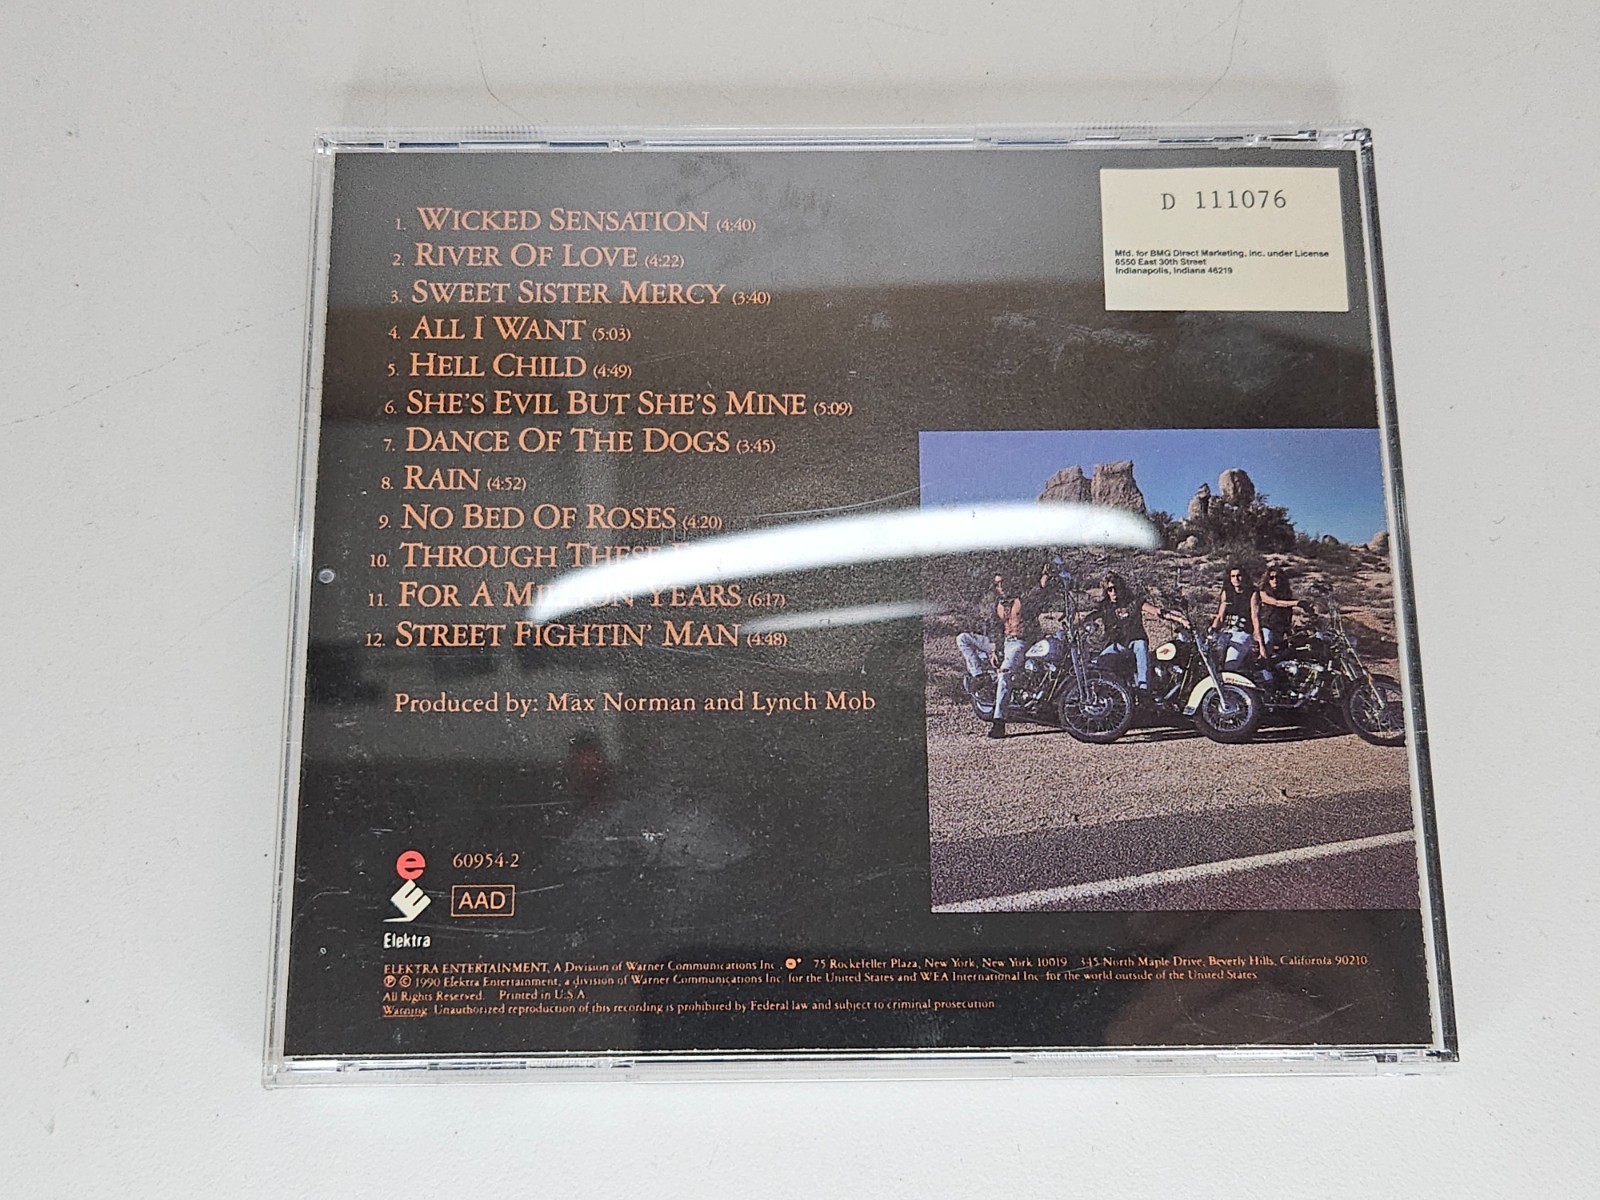 1. WICKED SENSATION (4:40)
2. RIVER OF LOVE (4:22)
3. SWEET SISTER MERCY (3:40)
4. ALL I WANT (5:03)
5. HELL CHILD (4:49)
6. SHE'S EVIL BUT SHE'S MINE (5:09)
7. DANCE OF THE DOGS (3:45)
8. RAIN (4:52)
9. NO BED OF ROSES (4:20)
10. THROUGH THESE
11. FOR A MILLION YEARS (6:17)
12. STREET FIGHTIN' MAN (4:48)
Produced by: Max Norman and Lynch Mob
D 111076
Mfd. for BMG Direct Marketing, Inc. under License
6550 East 30th Street
Indianapolis, Indiana 46219
60954-2
AAD
Elektra
ELEKTRA ENTERTAINMENT, A Division of Warner Communications Inc. 75 Rockefeller Plaza, New York, New York 10019 345 North Maple Drive, Beverly Hills, California 90210
℗ © 1990 Elektra Entertainment, a division of Warner Communications Inc. for the United States and WEA International Inc. for the world outside of the United States
All Rights Reserved. Printed in U.S.A
Warning: Unauthorized reproduction of this recording is prohibited by Federal law and subject to criminal prosecution